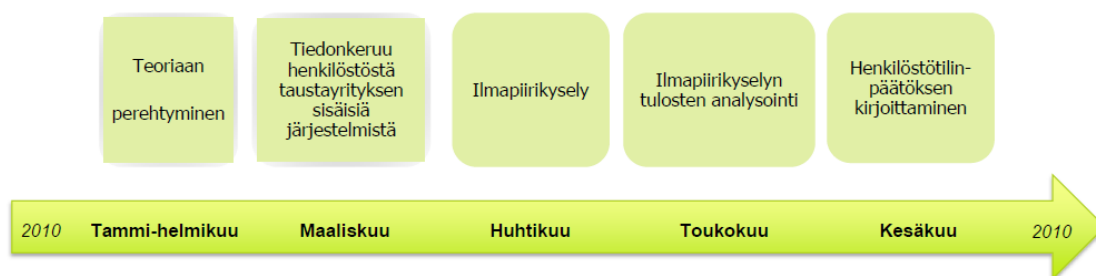 Teoriaan
perehtyminen
Tiedonkeruu
henkilöstöstä
taustayrityksen
sisäisiä
järjestelmistä
Ilmapiirikysely
Ilmapiirikyselyn
tulosten analysointi
Henkilöstötilin-
päätöksen
kirjoittaminen
2010 Tammi-helmikuu Maaliskuu Huhtikuu Toukokuu Kesäkuu 2010